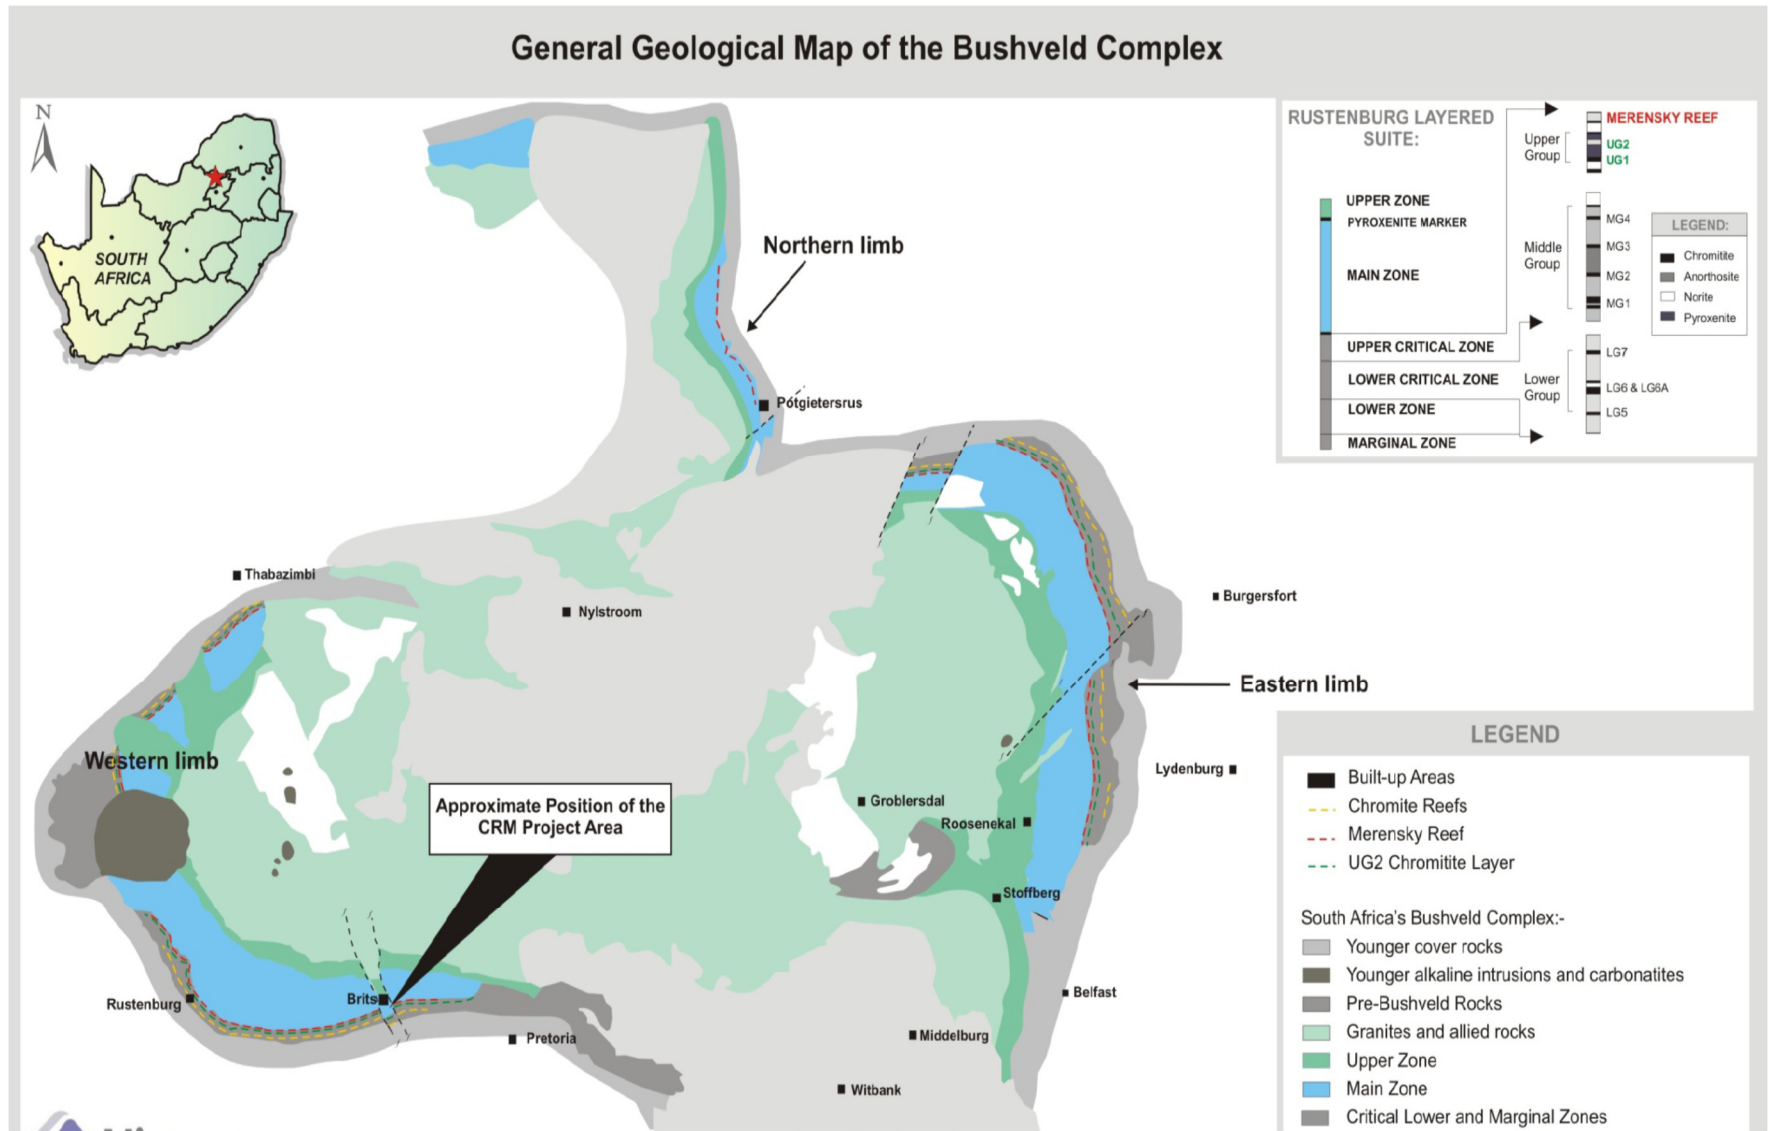 General Geological Map of the Bushveld Complex
N
SOUTH
AFRICA
Northern limb
Potgietersrus
Thabazimbi
Nylstroom
Burgersfort
Eastern limb
Western limb
Approximate Position of the
CRM Project Area
Groblersdal
Roosenekal
Lydenburg
Stoffberg
Rustenburg
Brits
Pretoria
Belfast
Middelburg
Witbank
RUSTENBURG LAYERED
SUITE:
UPPER ZONE
PYROXENITE MARKER
MAIN ZONE
UPPER CRITICAL ZONE
LOWER CRITICAL ZONE
LOWER ZONE
MARGINAL ZONE
Upper
Group
MERENSKY REEF
UG2
UG1
Middle
Group
MG4
MG3
MG2
MG1
Lower
Group
LG7
LG6 & LG6A
LG5
LEGEND:
Chromitite
Anorthosite
Norite
Pyroxenite
LEGEND
Built-up Areas
Chromite Reefs
Merensky Reef
UG2 Chromitite Layer
South Africa's Bushveld Complex:-
Younger cover rocks
Younger alkaline intrusions and carbonatites
Pre-Bushveld Rocks
Granites and allied rocks
Upper Zone
Main Zone
Critical Lower and Marginal Zones